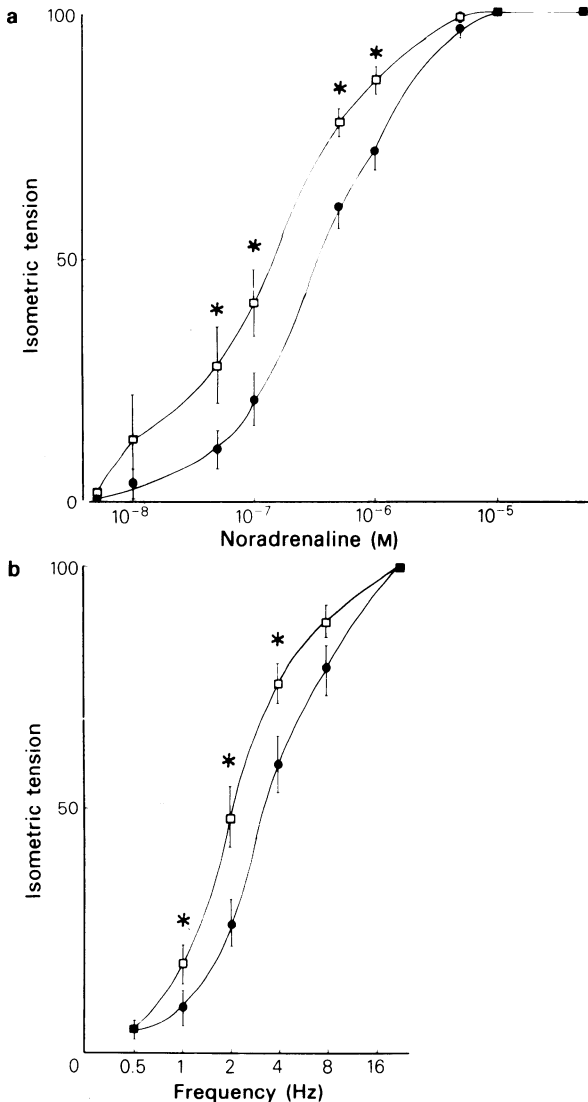 a
100
50
0
Isometric tension
*
*
*
*
10⁻⁸ 10⁻⁷ 10⁻⁶ 10⁻⁵
Noradrenaline (M)
b
100
50
0
Isometric tension
*
*
*
0.5 1 2 4 8 16
Frequency (Hz)